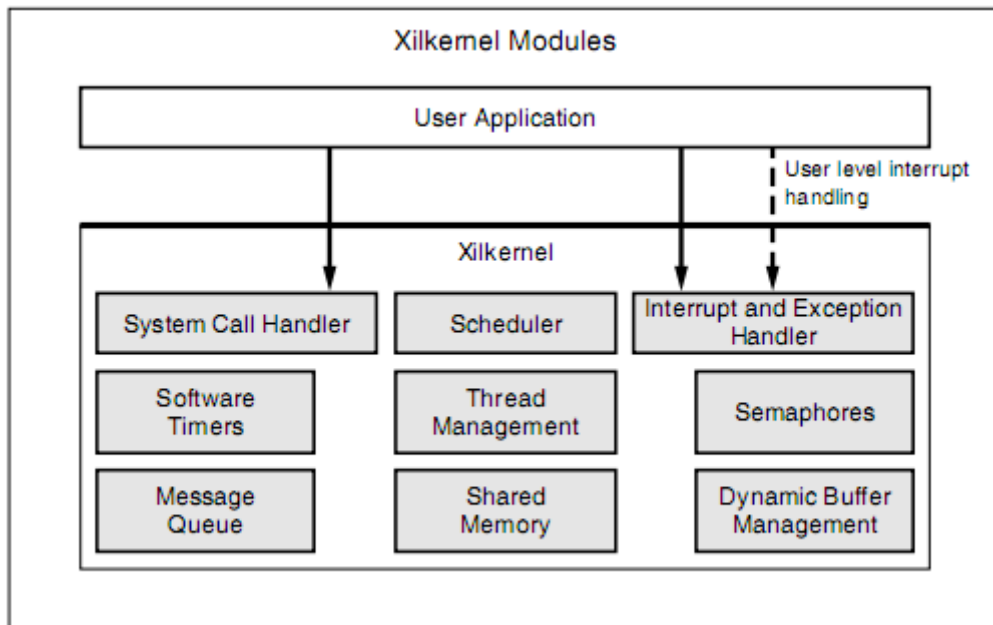 Xilkernel Modules
User Application
User level interrupt
handling
Xilkernel
System Call Handler
Scheduler
Interrupt and Exception
Handler
Software
Timers
Thread
Management
Semaphores
Message
Queue
Shared
Memory
Dynamic Buffer
Management